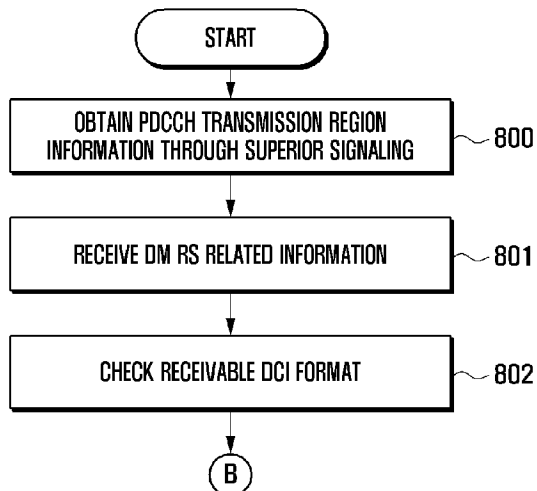 START
OBTAIN PDCCH TRANSMISSION REGION
INFORMATION THROUGH SUPERIOR SIGNALING
800
RECEIVE DM RS RELATED INFORMATION
801
CHECK RECEIVABLE DCI FORMAT
802
B